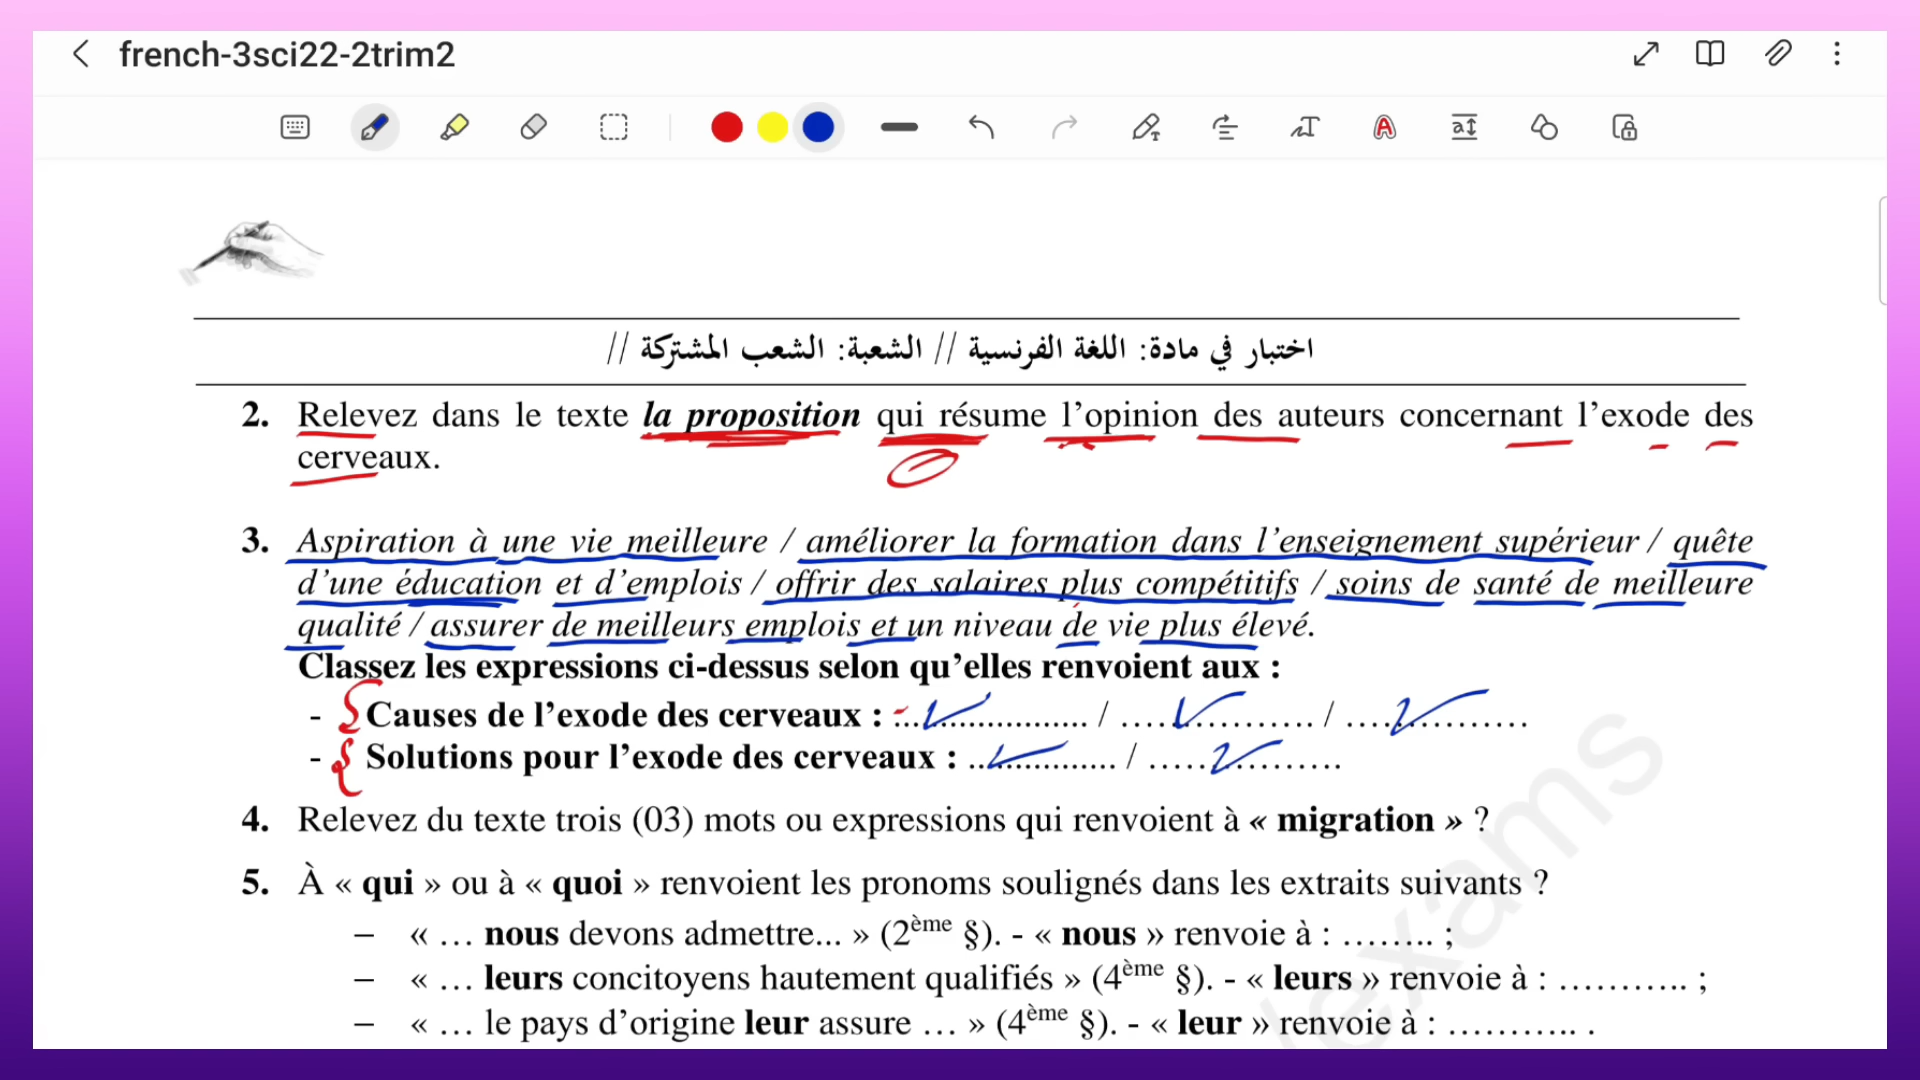 french-3sci22-2trim2
اختبار في مادة: اللغة الفرنسية // الشعبة: الشعب المشتركة //
2. Relevez dans le texte la proposition qui résume l’opinion des auteurs concernant l’exode des
cerveaux.
3. Aspiration à une vie meilleure / améliorer la formation dans l’enseignement supérieur / quête
d’une éducation et d’emplois / offrir des salaires plus compétitifs / soins de santé de meilleure
qualité / assurer de meilleurs emplois et un niveau de vie plus élevé.
Classez les expressions ci-dessus selon qu’elles renvoient aux :
- Causes de l’exode des cerveaux : ................... / .................... / ...................
- Solutions pour l’exode des cerveaux : ................ / ....................
4. Relevez du texte trois (03) mots ou expressions qui renvoient à « migration » ?
5. À « qui » ou à « quoi » renvoient les pronoms soulignés dans les extraits suivants ?
– « … nous devons admettre... » (2ème §). - « nous » renvoie à : …….. ;
– « … leurs concitoyens hautement qualifiés » (4ème §). - « leurs » renvoie à : ……….. ;
– « … le pays d’origine leur assure … » (4ème §). - « leur » renvoie à : ……….. .
exams